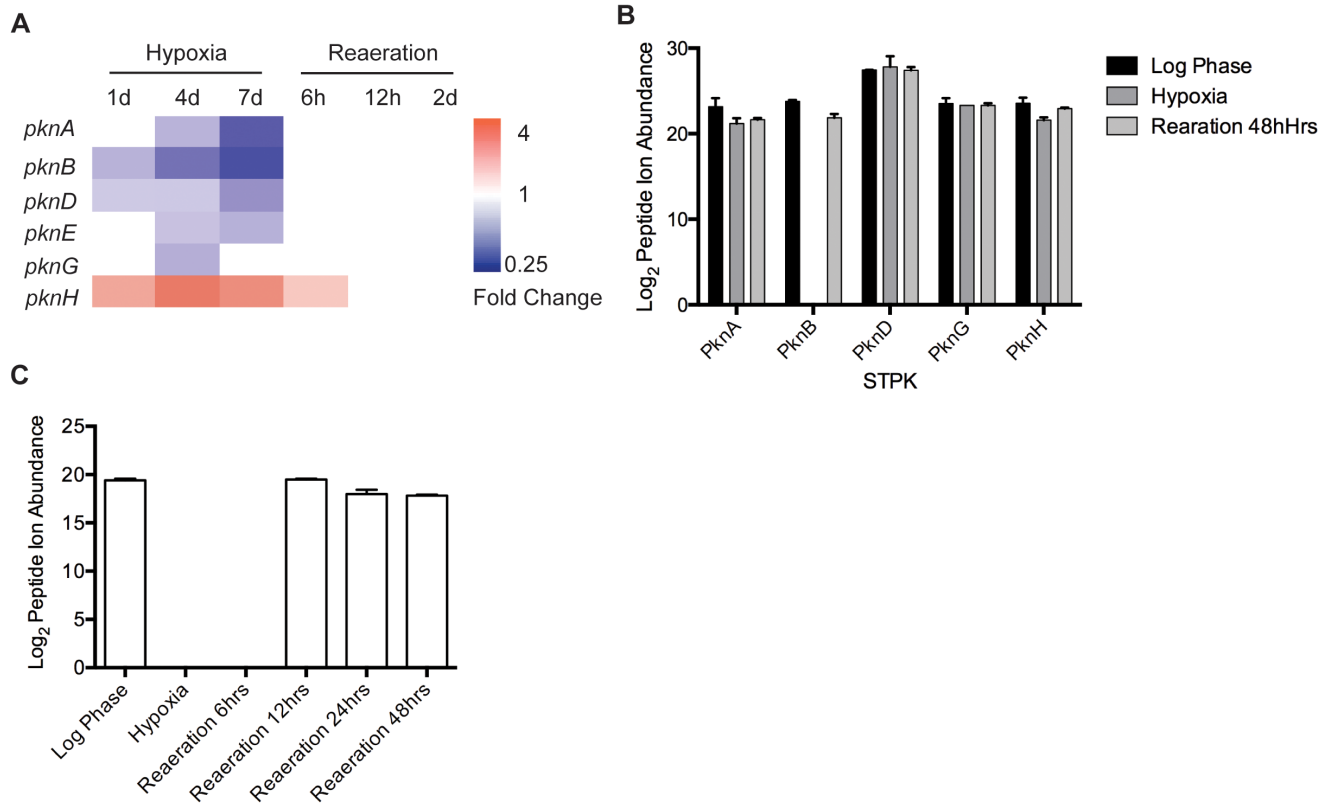 A
Hypoxia Reaeration
1d 4d 7d 6h 12h 2d
pknA
pknB
pknD
pknE
pknG
pknH
4
1
0.25
Fold Change
B
Log2 Peptide Ion Abundance
30
20
10
0
PknA PknB PknD PknG PknH
STPK
Log Phase
Hypoxia
Rearation 48hHrs
C
Log2 Peptide Ion Abundance
25
20
15
10
5
0
Log Phase
Hypoxia
Reaeration 6hrs
Reaeration 12hrs
Reaeration 24hrs
Reaeration 48hrs